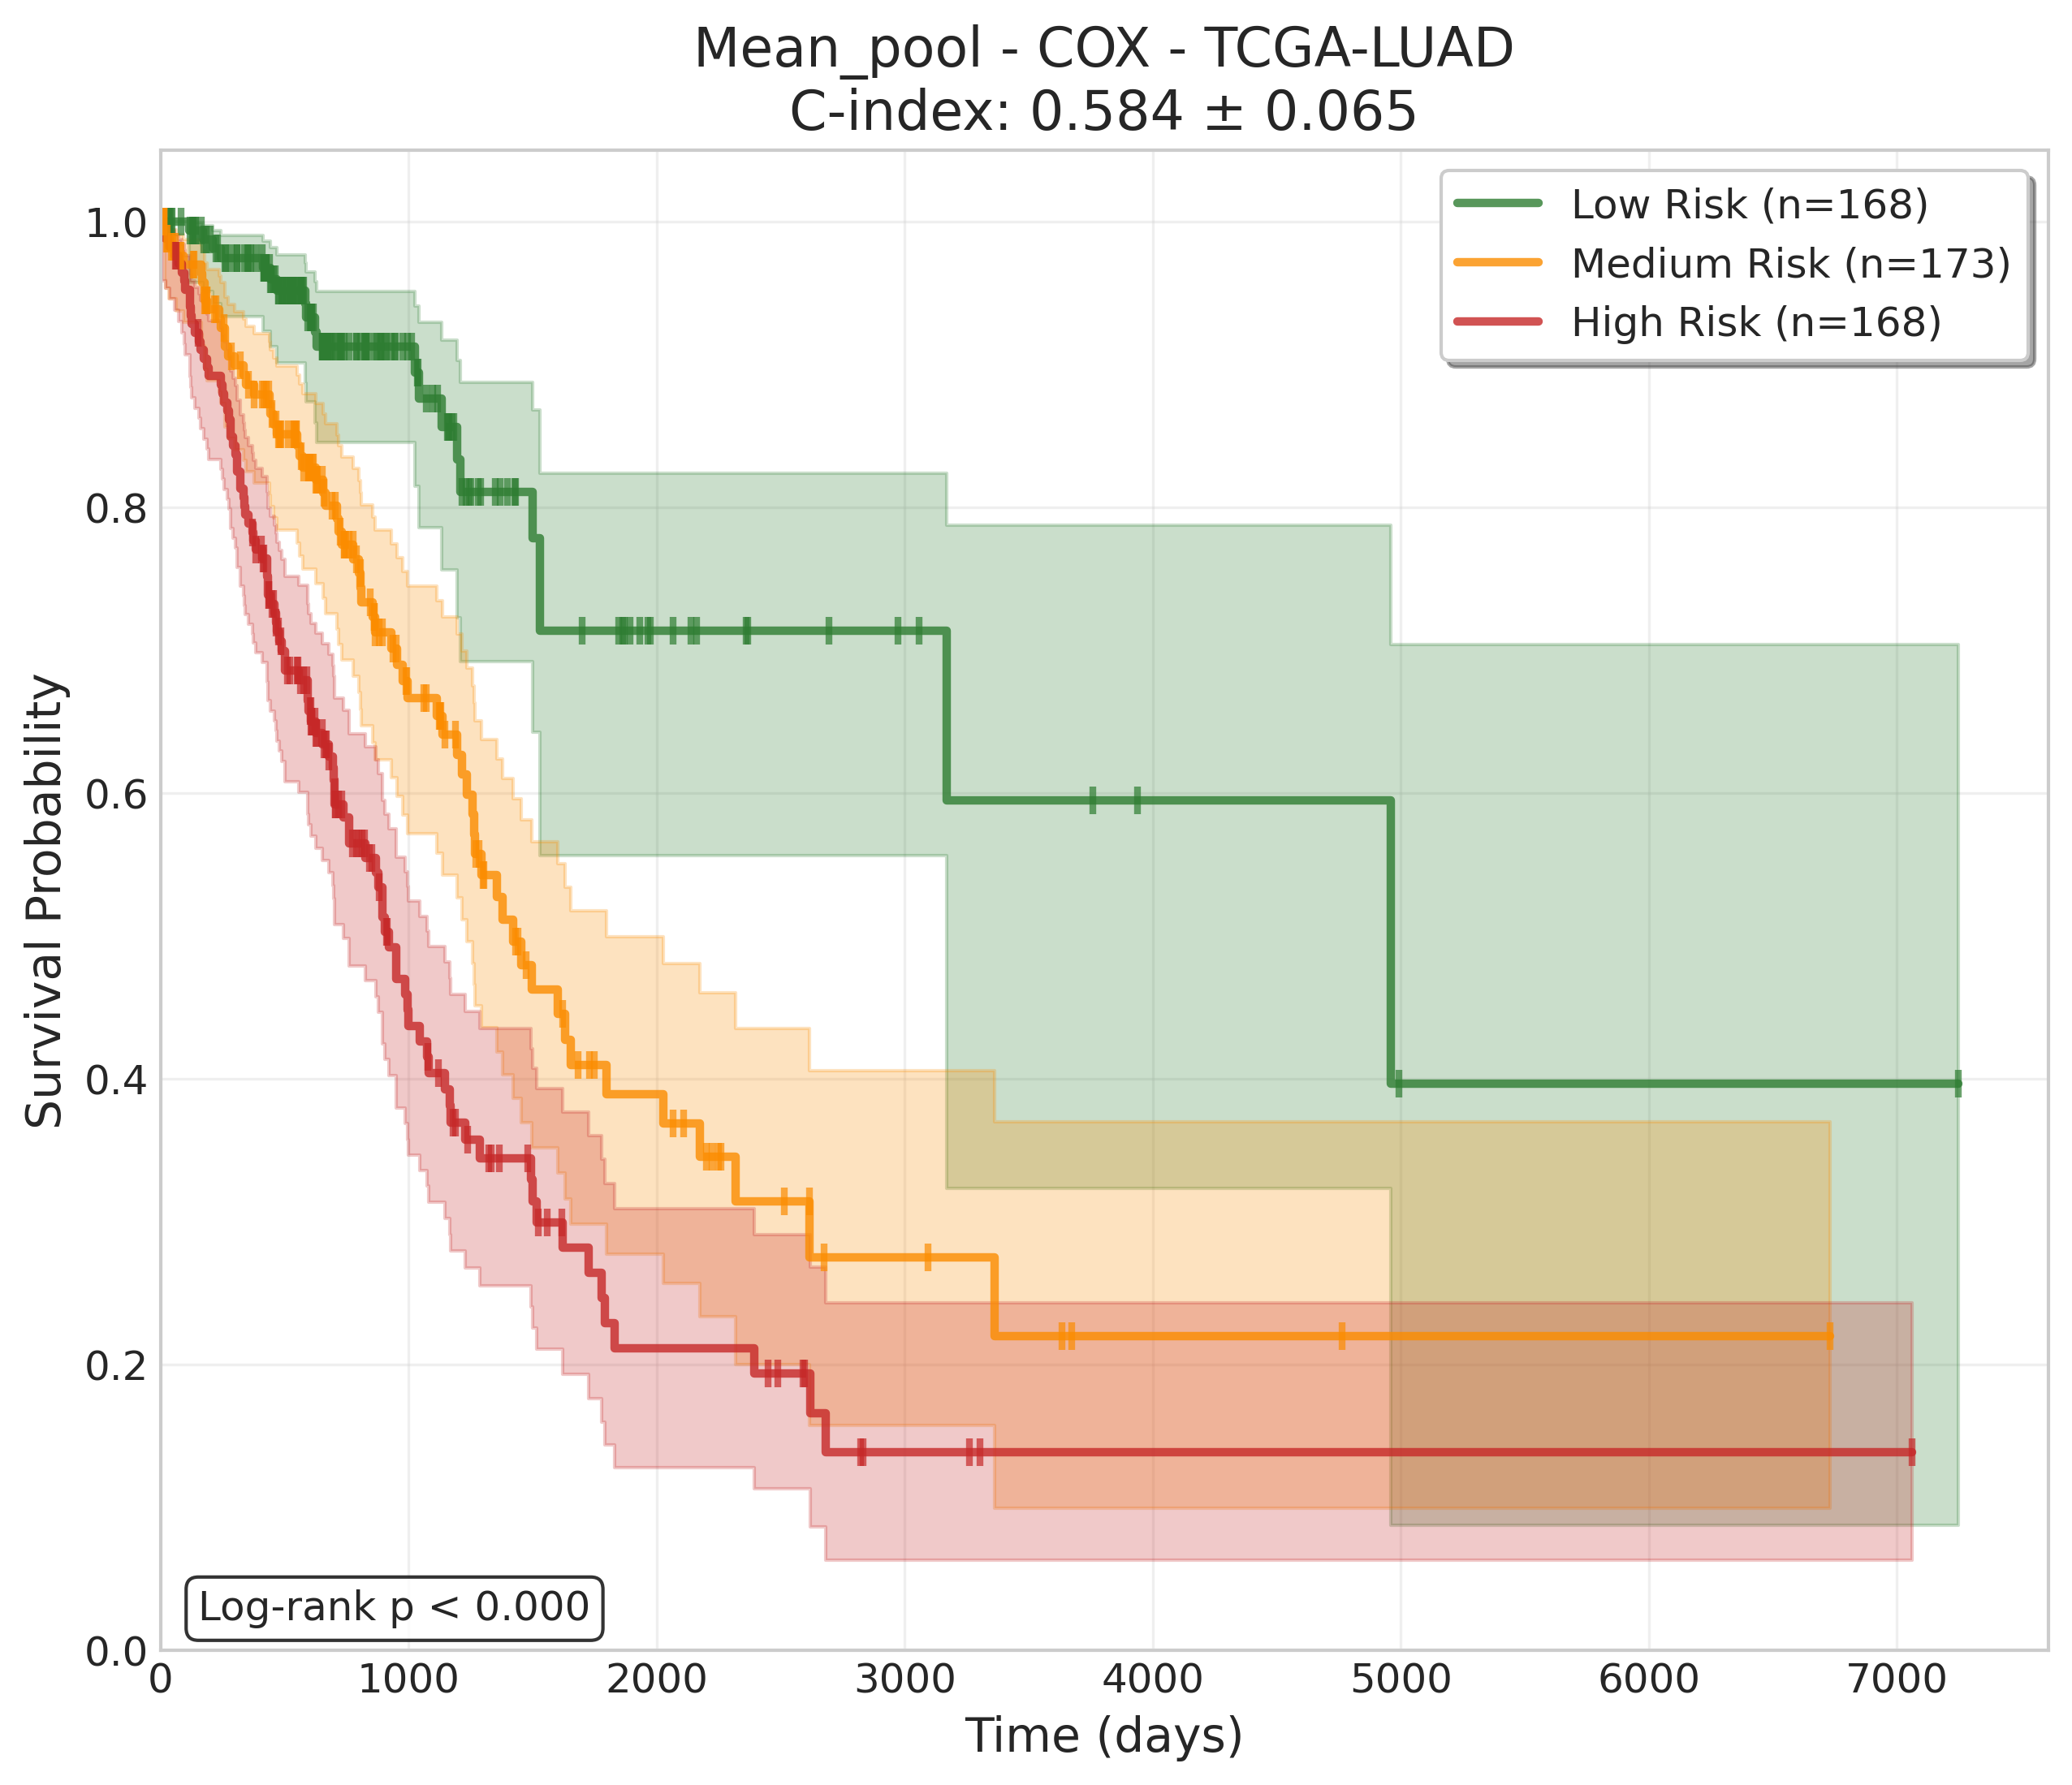 Mean_pool - COX - TCGA-LUAD
C-index: 0.584 ± 0.065
Low Risk (n=168)
Medium Risk (n=173)
High Risk (n=168)
Survival Probability
1.0
0.8
0.6
0.4
0.2
0.0
Log-rank p < 0.000
0 1000 2000 3000 4000 5000 6000 7000
Time (days)